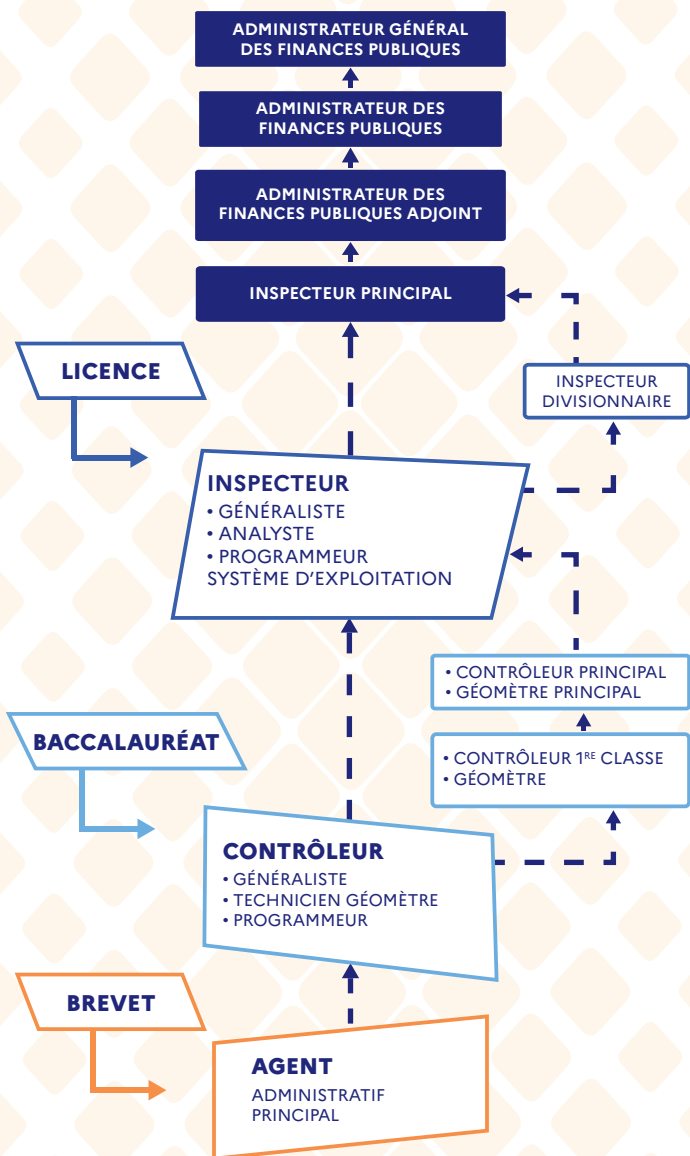 ADMINISTRATEUR GÉNÉRAL
DES FINANCES PUBLIQUES
ADMINISTRATEUR DES
FINANCES PUBLIQUES
ADMINISTRATEUR DES
FINANCES PUBLIQUES ADJOINT
INSPECTEUR PRINCIPAL
LICENCE
INSPECTEUR
DIVISIONNAIRE
INSPECTEUR
• GÉNÉRALISTE
• ANALYSTE
• PROGRAMMEUR
SYSTÈME D'EXPLOITATION
• CONTRÔLEUR PRINCIPAL
• GÉOMÈTRE PRINCIPAL
BACCALAURÉAT
• CONTRÔLEUR 1RE CLASSE
• GÉOMÈTRE
CONTRÔLEUR
• GÉNÉRALISTE
• TECHNICIEN GÉOMÈTRE
• PROGRAMMEUR
BREVET
AGENT
ADMINISTRATIF
PRINCIPAL